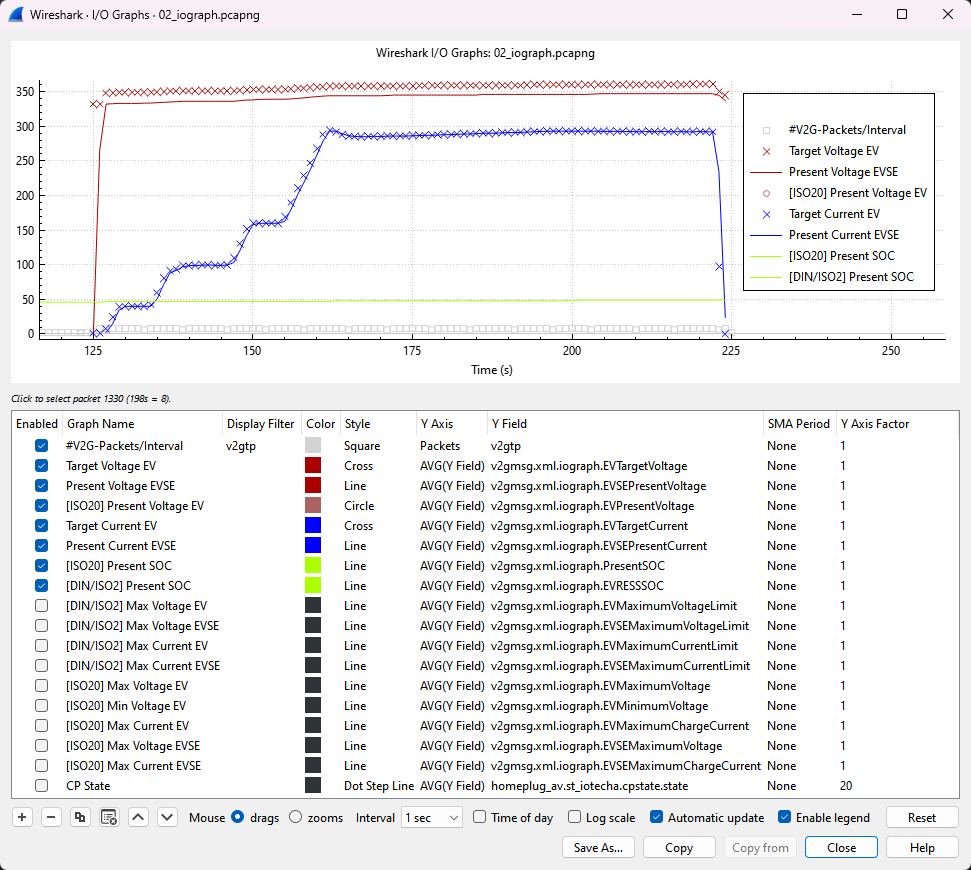 Wireshark · I/O Graphs · 02_iograph.pcapng
Wireshark I/O Graphs: 02_iograph.pcapng
350
300
250
200
150
100
50
0
125 150 175 200 225 250
Time (s)
#V2G-Packets/Interval
Target Voltage EV
Present Voltage EVSE
[ISO20] Present Voltage EV
Target Current EV
Present Current EVSE
[ISO20] Present SOC
[DIN/ISO2] Present SOC
Click to select packet 1330 (198s = 8).
Enabled Graph Name Display Filter Color Style Y Axis Y Field SMA Period Y Axis Factor
#V2G-Packets/Interval v2gtp Square Packets v2gtp None 1
Target Voltage EV Cross AVG(Y Field) v2gmsg.xml.iograph.EVTargetVoltage None 1
Present Voltage EVSE Line AVG(Y Field) v2gmsg.xml.iograph.EVSEPresentVoltage None 1
[ISO20] Present Voltage EV Circle AVG(Y Field) v2gmsg.xml.iograph.EVPresentVoltage None 1
Target Current EV Cross AVG(Y Field) v2gmsg.xml.iograph.EVTargetCurrent None 1
Present Current EVSE Line AVG(Y Field) v2gmsg.xml.iograph.EVSEPresentCurrent None 1
[ISO20] Present SOC Line AVG(Y Field) v2gmsg.xml.iograph.PresentSOC None 1
[DIN/ISO2] Present SOC Line AVG(Y Field) v2gmsg.xml.iograph.EVRESSSOC None 1
[DIN/ISO2] Max Voltage EV Line AVG(Y Field) v2gmsg.xml.iograph.EVMaximumVoltageLimit None 1
[DIN/ISO2] Max Voltage EVSE Line AVG(Y Field) v2gmsg.xml.iograph.EVSEMaximumVoltageLimit None 1
[DIN/ISO2] Max Current EV Line AVG(Y Field) v2gmsg.xml.iograph.EVMaximumCurrentLimit None 1
[DIN/ISO2] Max Current EVSE Line AVG(Y Field) v2gmsg.xml.iograph.EVSEMaximumCurrentLimit None 1
[ISO20] Max Voltage EV Line AVG(Y Field) v2gmsg.xml.iograph.EVMaximumVoltage None 1
[ISO20] Min Voltage EV Line AVG(Y Field) v2gmsg.xml.iograph.EVMinimumVoltage None 1
[ISO20] Max Current EV Line AVG(Y Field) v2gmsg.xml.iograph.EVMaximumChargeCurrent None 1
[ISO20] Max Voltage EVSE Line AVG(Y Field) v2gmsg.xml.iograph.EVSEMaximumVoltage None 1
[ISO20] Max Current EVSE Line AVG(Y Field) v2gmsg.xml.iograph.EVSEMaximumChargeCurrent None 1
CP State Dot Step Line AVG(Y Field) homeplug_av.st_iotecha.cpstate.state None 20
Mouse drags zooms Interval 1 sec Time of day Log scale Automatic update Enable legend Reset
Save As... Copy Copy from Close Help